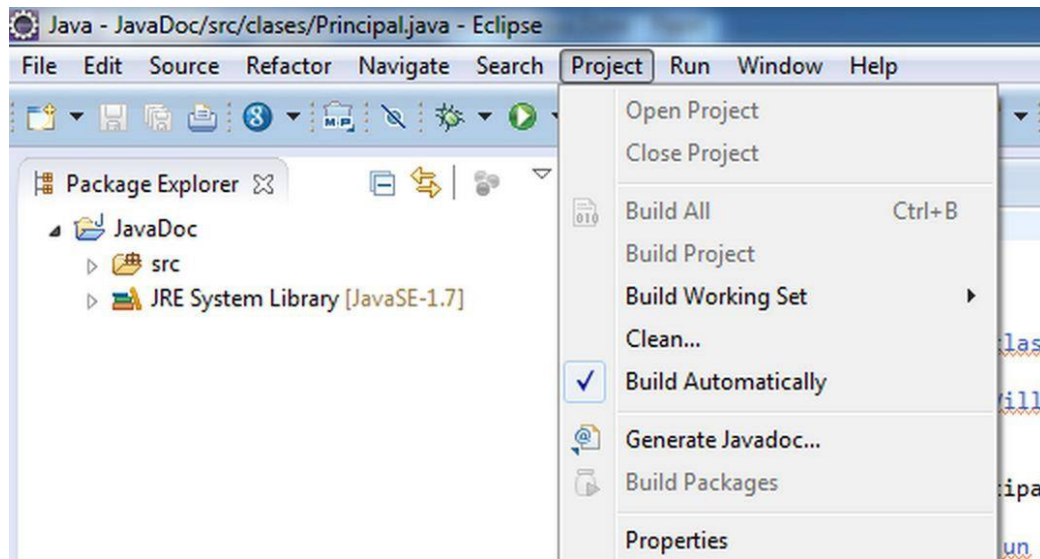 Java - JavaDoc/src/clases/Principal.java - Eclipse
File Edit Source Refactor Navigate Search Project Run Window Help
Open Project
Close Project
Package Explorer
Build All Ctrl+B
JavaDoc
Build Project
src
Build Working Set
JRE System Library [JavaSE-1.7]
Clean...
Build Automatically
Generate Javadoc...
Build Packages
Properties
un